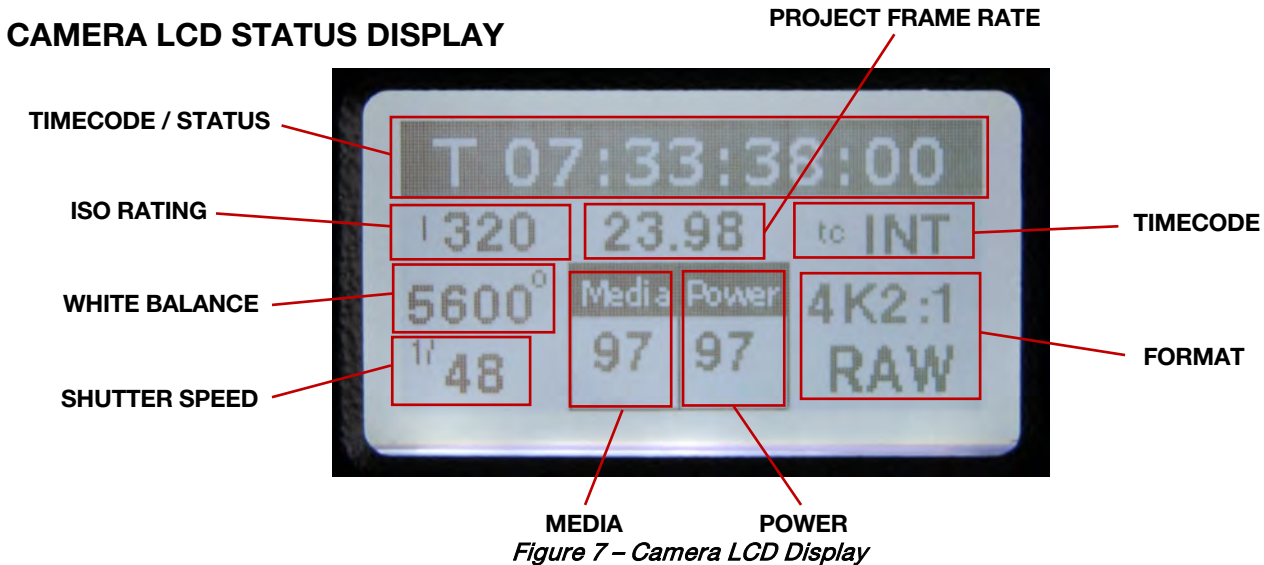 PROJECT FRAME RATE
CAMERA LCD STATUS DISPLAY
TIMECODE / STATUS
T 07:33:38:00
ISO RATING
I 320
23.98
tc INT
TIMECODE
WHITE BALANCE
5600°
Media
Power
4K2:1
97
97
RAW
FORMAT
SHUTTER SPEED
1/48
MEDIA
POWER
Figure 7 – Camera LCD Display